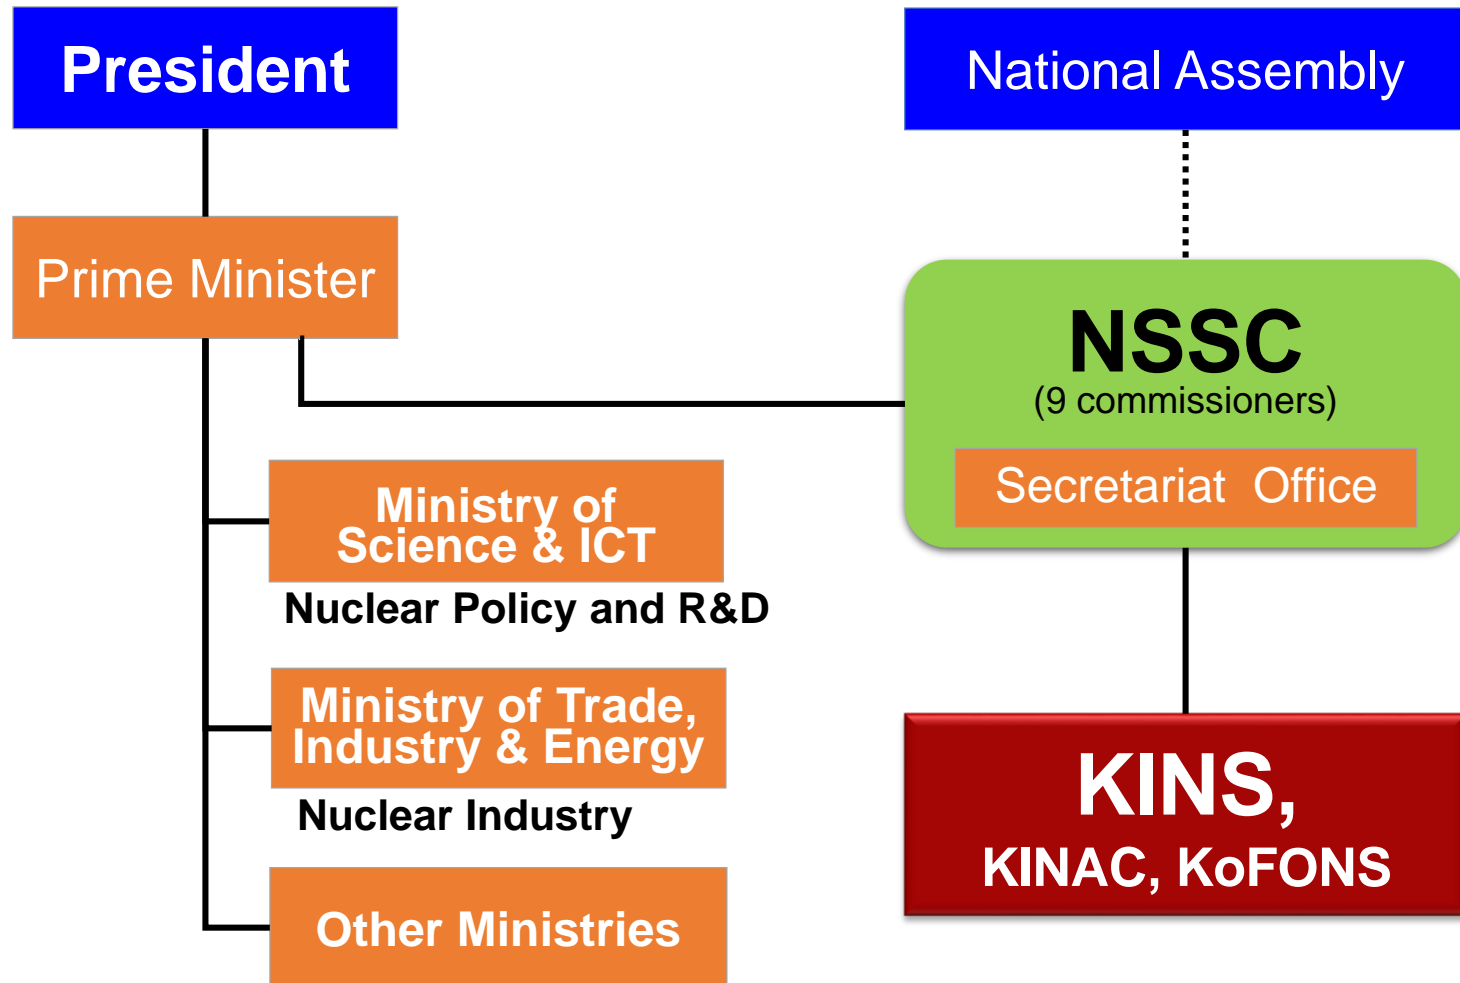 President
National Assembly
Prime Minister
NSSC
(9 commissioners)
Secretariat Office
Ministry of
Science & ICT
Nuclear Policy and R&D
Ministry of Trade,
Industry & Energy
Nuclear Industry
Other Ministries
KINS,
KINAC, KoFONS